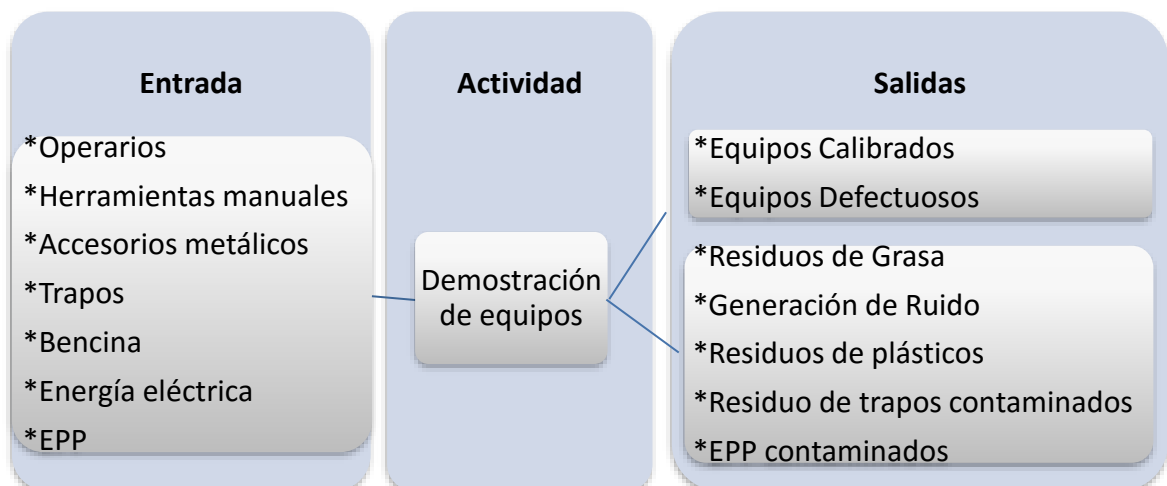 Entrada
*Operarios
*Herramientas manuales
*Accesorios metálicos
*Trapos
*Bencina
*Energía eléctrica
*EPP
Actividad
Demostración
de equipos
Salidas
*Equipos Calibrados
*Equipos Defectuosos
*Residuos de Grasa
*Generación de Ruido
*Residuos de plásticos
*Residuo de trapos contaminados
*EPP contaminados